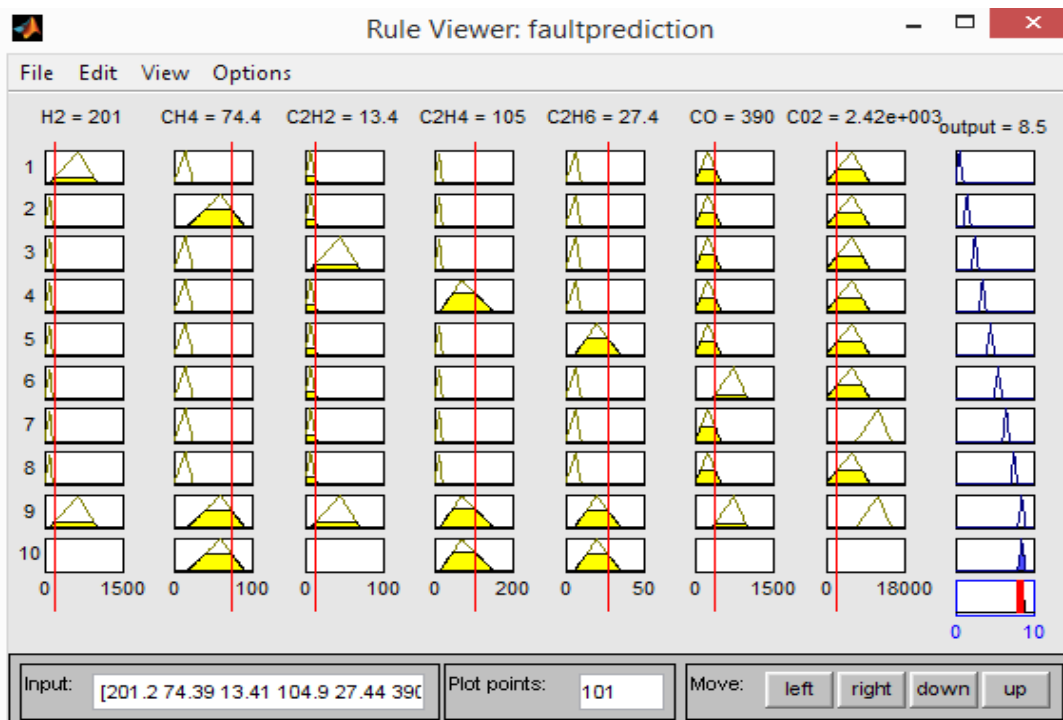 Rule Viewer: faultprediction
File Edit View Options
H2 = 201 CH4 = 74.4 C2H2 = 13.4 C2H4 = 105 C2H6 = 27.4 CO = 390 C02 = 2.42e+003 output = 8.5
1
2
3
4
5
6
7
8
9
10
0 1500 0 100 0 100 0 200 0 50 0 1500 0 18000
0 10
Input: [201.2 74.39 13.41 104.9 27.44 390 Plot points: 101 Move: left right down up